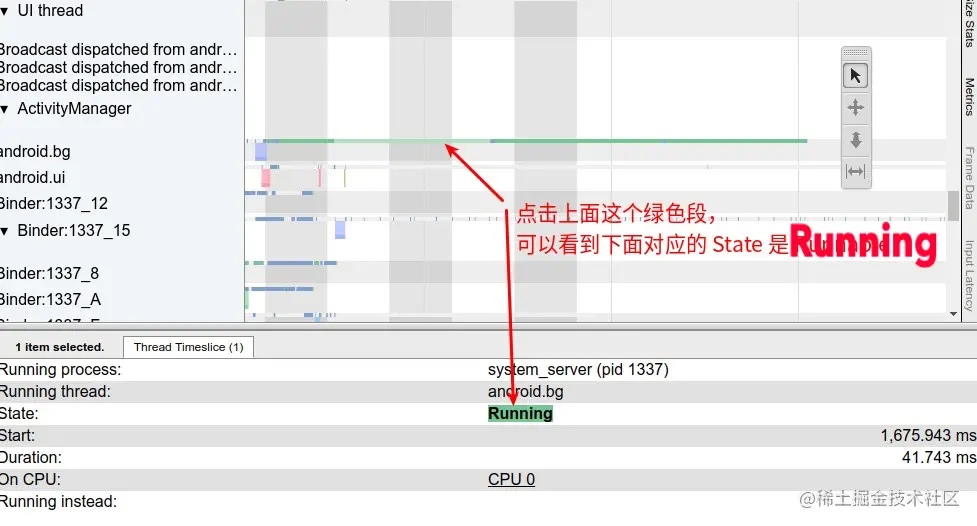 ▼ UI thread
Broadcast dispatched from andr…
Broadcast dispatched from andr…
Broadcast dispatched from andr…
▼ ActivityManager
android.bg
android.ui
Binder:1337_12
▼ Binder:1337_15
Binder:1337_8
Binder:1337_A
点击上面这个绿色段，
可以看到下面对应的 State 是 Running
Size Stats
Metrics
Frame Data
Input Latency
1 item selected. Thread Timeslice (1)
Running process: system_server (pid 1337)
Running thread: android.bg
State: Running
Start: 1,675.943 ms
Duration: 41.743 ms
On CPU: CPU 0
Running instead:
@稀土掘金技术社区